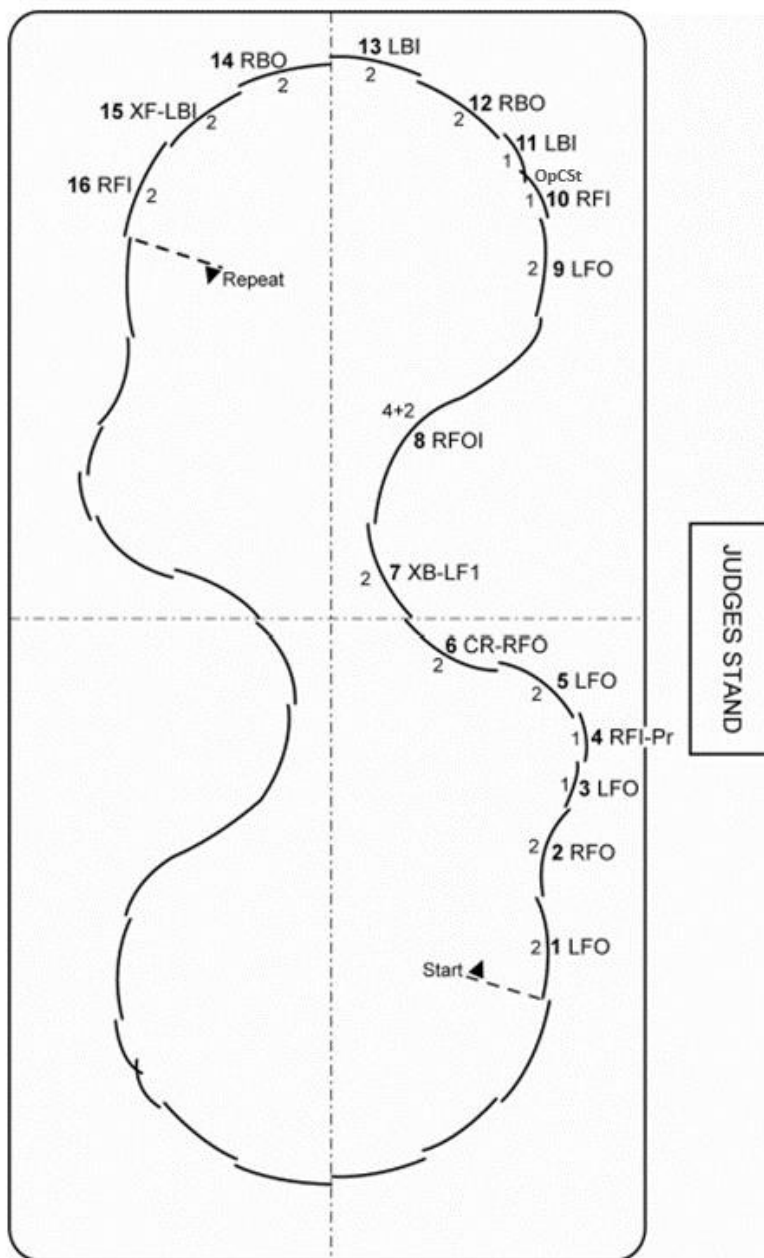 14 RBO
2
13 LBI
2
15 XF-LBI
2
12 RBO
2
11 LBI
1
OpCSt
16 RFI
2
1 10 RFI
Repeat
2 9 LFO
4+2
8 RFOI
2 7 XB-LF1
JUDGES STAND
6 CR-RFO
2
5 LFO
2
1 4 RFI-Pr
1 3 LFO
2 2 RFO
2 1 LFO
Start